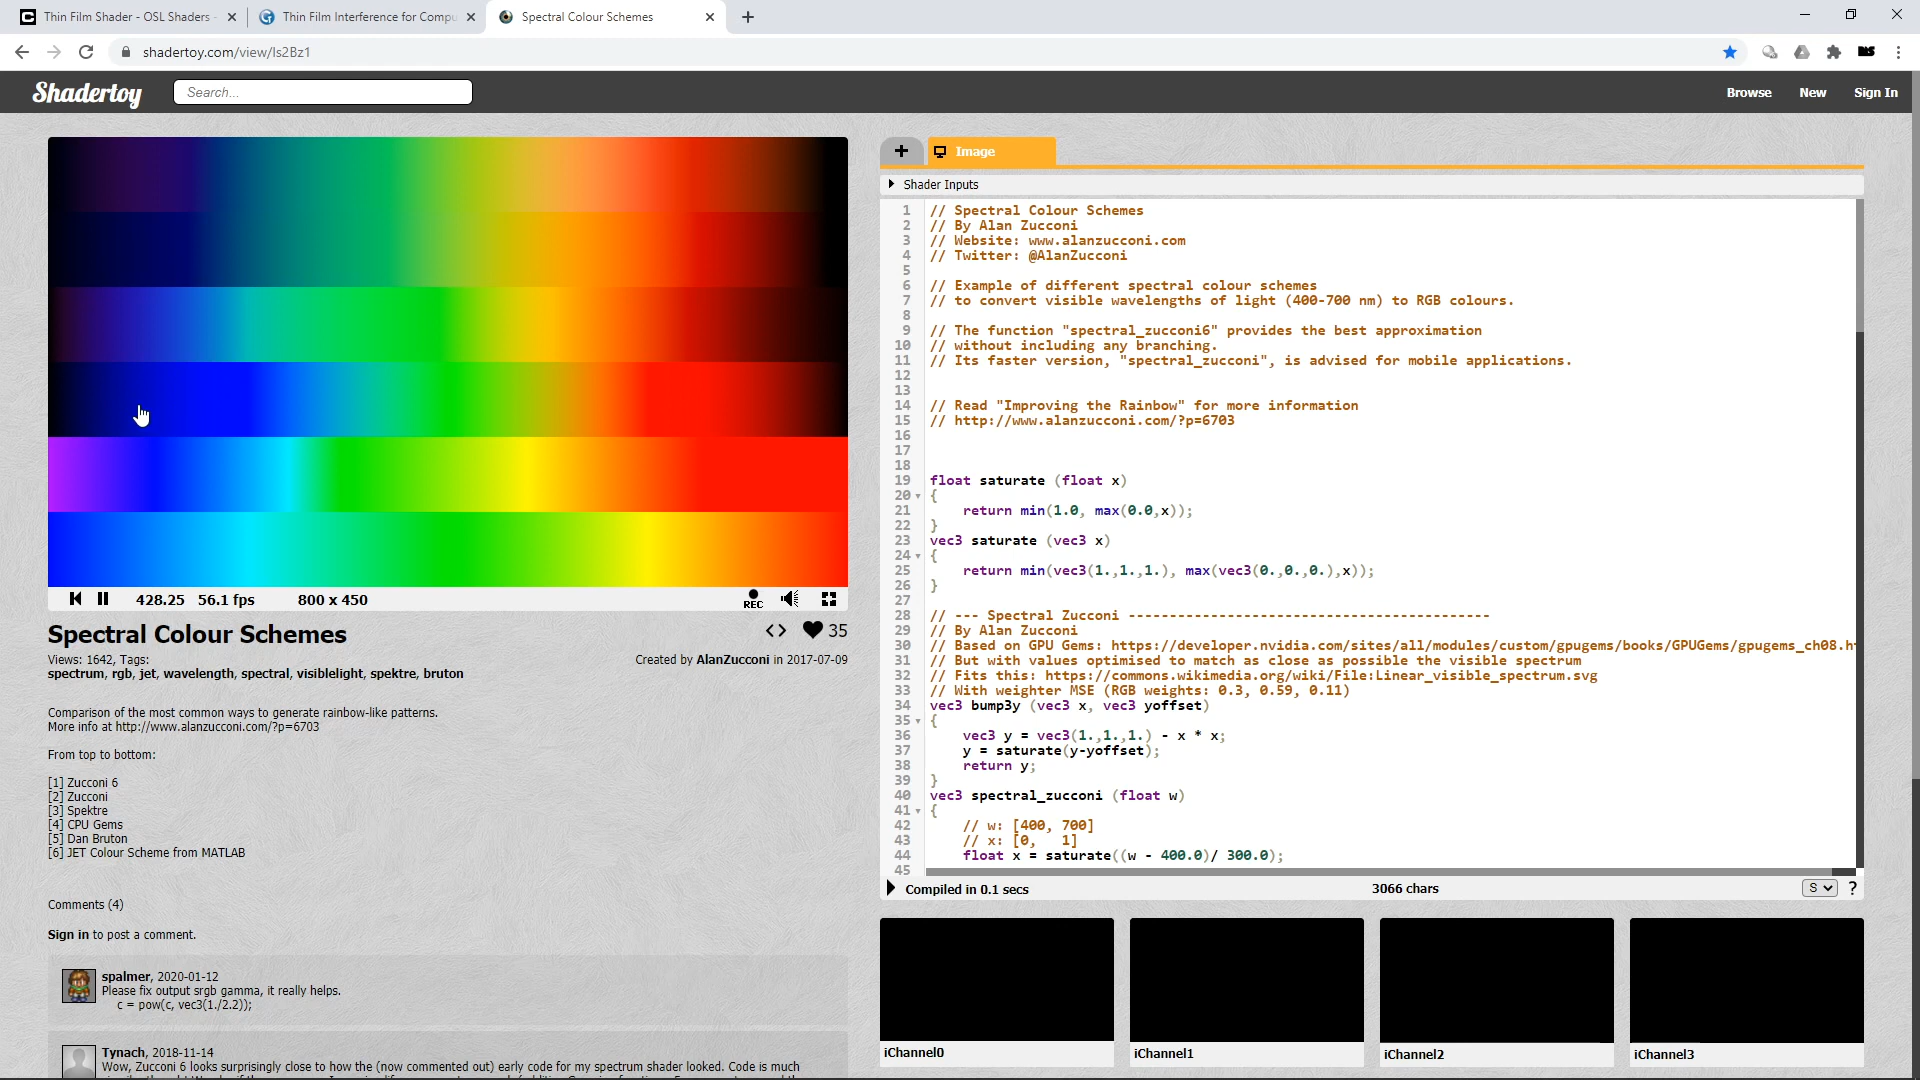 Thin Film Shader - OSL Shaders -
Thin Film Interference for Compu
Spectral Colour Schemes
shadertoy.com/view/ls2Bz1
Shadertoy
Search...
Browse
New
Sign In
428.25 56.1 fps 800 x 450
REC
Spectral Colour Schemes
35
Views: 1642, Tags:
spectrum, rgb, jet, wavelength, spectral, visiblelight, spektre, bruton
Created by AlanZucconi in 2017-07-09
Comparison of the most common ways to generate rainbow-like patterns.
More info at http://www.alanzucconi.com/?p=6703
From top to bottom:
[1] Zucconi 6
[2] Zucconi
[3] Spektre
[4] CPU Gems
[5] Dan Bruton
[6] JET Colour Scheme from MATLAB
Comments (4)
Sign in to post a comment.
spalmer, 2020-01-12
Please fix output srgb gamma, it really helps.
c = pow(c, vec3(1./2.2));
Tynach, 2018-11-14
Wow, Zucconi 6 looks surprisingly close to how the (now commented out) early code for my spectrum shader looked. Code is much
+
Image
Shader Inputs
1 // Spectral Colour Schemes
2 // By Alan Zucconi
3 // Website: www.alanzucconi.com
4 // Twitter: @AlanZucconi
5
6 // Example of different spectral colour schemes
7 // to convert visible wavelengths of light (400-700 nm) to RGB colours.
8
9 // The function "spectral_zucconi6" provides the best approximation
10 // without including any branching.
11 // Its faster version, "spectral_zucconi", is advised for mobile applications.
12
13
14 // Read "Improving the Rainbow" for more information
15 // http://www.alanzucconi.com/?p=6703
16
17
18
19 float saturate (float x)
20 {
21 return min(1.0, max(0.0,x));
22 }
23 vec3 saturate (vec3 x)
24 {
25 return min(vec3(1.,1.,1.), max(vec3(0.,0.,0.),x));
26 }
27
28 // --- Spectral Zucconi --------------------------------------------
29 // By Alan Zucconi
30 // Based on GPU Gems: https://developer.nvidia.com/sites/all/modules/custom/gpugems/books/GPUGems/gpugems_ch08.h
31 // But with values optimised to match as close as possible the visible spectrum
32 // Fits this: https://commons.wikimedia.org/wiki/File:Linear_visible_spectrum.svg
33 // With weighter MSE (RGB weights: 0.3, 0.59, 0.11)
34 vec3 bump3y (vec3 x, vec3 yoffset)
35 {
36 vec3 y = vec3(1.,1.,1.) - x * x;
37 y = saturate(y-yoffset);
38 return y;
39 }
40 vec3 spectral_zucconi (float w)
41 {
42 // w: [400, 700]
43 // x: [0, 1]
44 float x = saturate((w - 400.0)/ 300.0);
45
Compiled in 0.1 secs
3066 chars
S
?
iChannel0
iChannel1
iChannel2
iChannel3